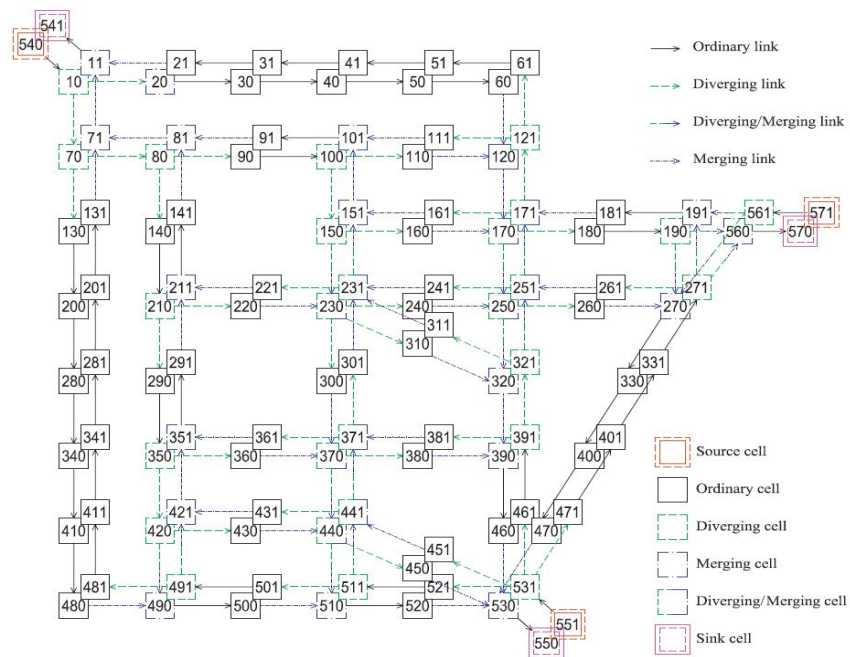 541
540
11 21 31 41 51 61
10 20 30 40 50 60
Ordinary link
Diverging link
Diverging/Merging link
Merging link
71 81 91 101 111 121
70 80 90 100 110 120
131 141 151 161 171 181 191 561 571
130 140 150 160 170 180 190 560 570
201 211 221 231 241 251 261 271
200 210 220 230 240 250 260 270
311
310
281 291 301 321 331
280 290 300 320 330
341 351 361 371 381 391 401
340 350 360 370 380 390 400
411 421 431 441 451 461 471
410 420 430 440 450 460 470
481 491 501 511 521 531
480 490 500 510 520 530
551
550
Source cell
Ordinary cell
Diverging cell
Merging cell
Diverging/Merging cell
Sink cell